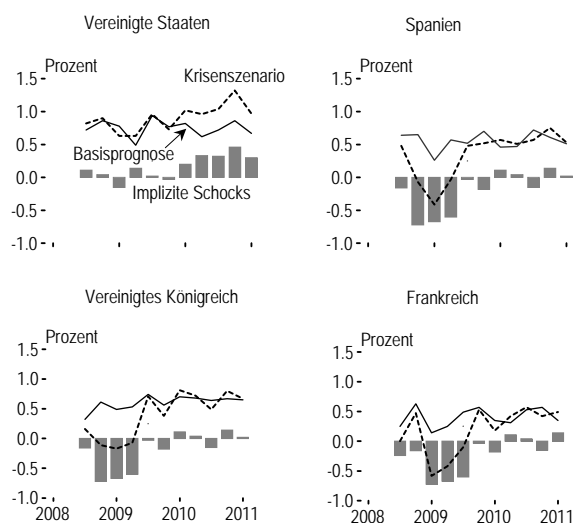 Vereinigte Staaten
Prozent
1.5
1.0
0.5
0.0
-0.5
-1.0
Krisenszenario
Basisprognose
Implizite Schocks
Spanien
Prozent
1.5
1.0
0.5
0.0
-0.5
-1.0
Vereinigtes Königreich
Prozent
1.5
1.0
0.5
0.0
-0.5
-1.0
2008 2009 2010 2011
Frankreich
Prozent
1.5
1.0
0.5
0.0
-0.5
-1.0
2008 2009 2010 2011